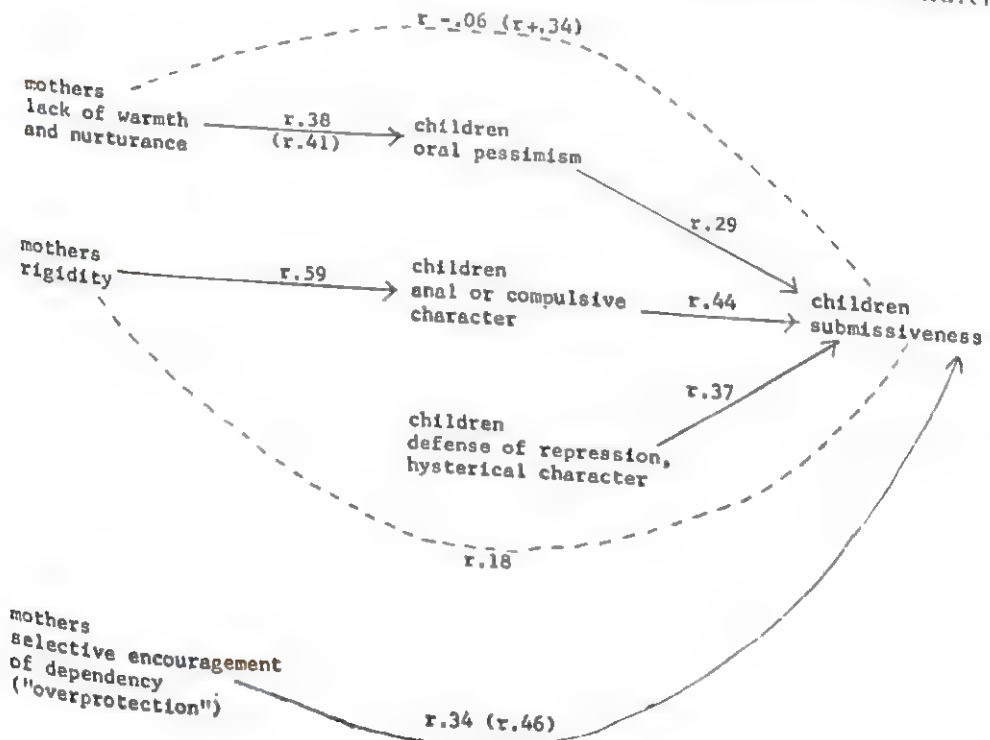 r -.06 (r+.34)
mothers
lack of warmth
and nurturance
r.38
(r.41)
children
oral pessimism
r.29
mothers
rigidity
r.59
children
anal or compulsive
character
r.44
children
submissiveness
r.37
children
defense of repression,
hysterical character
r.18
mothers
selective encouragement
of dependency
("overprotection")
r.34 (r.46)